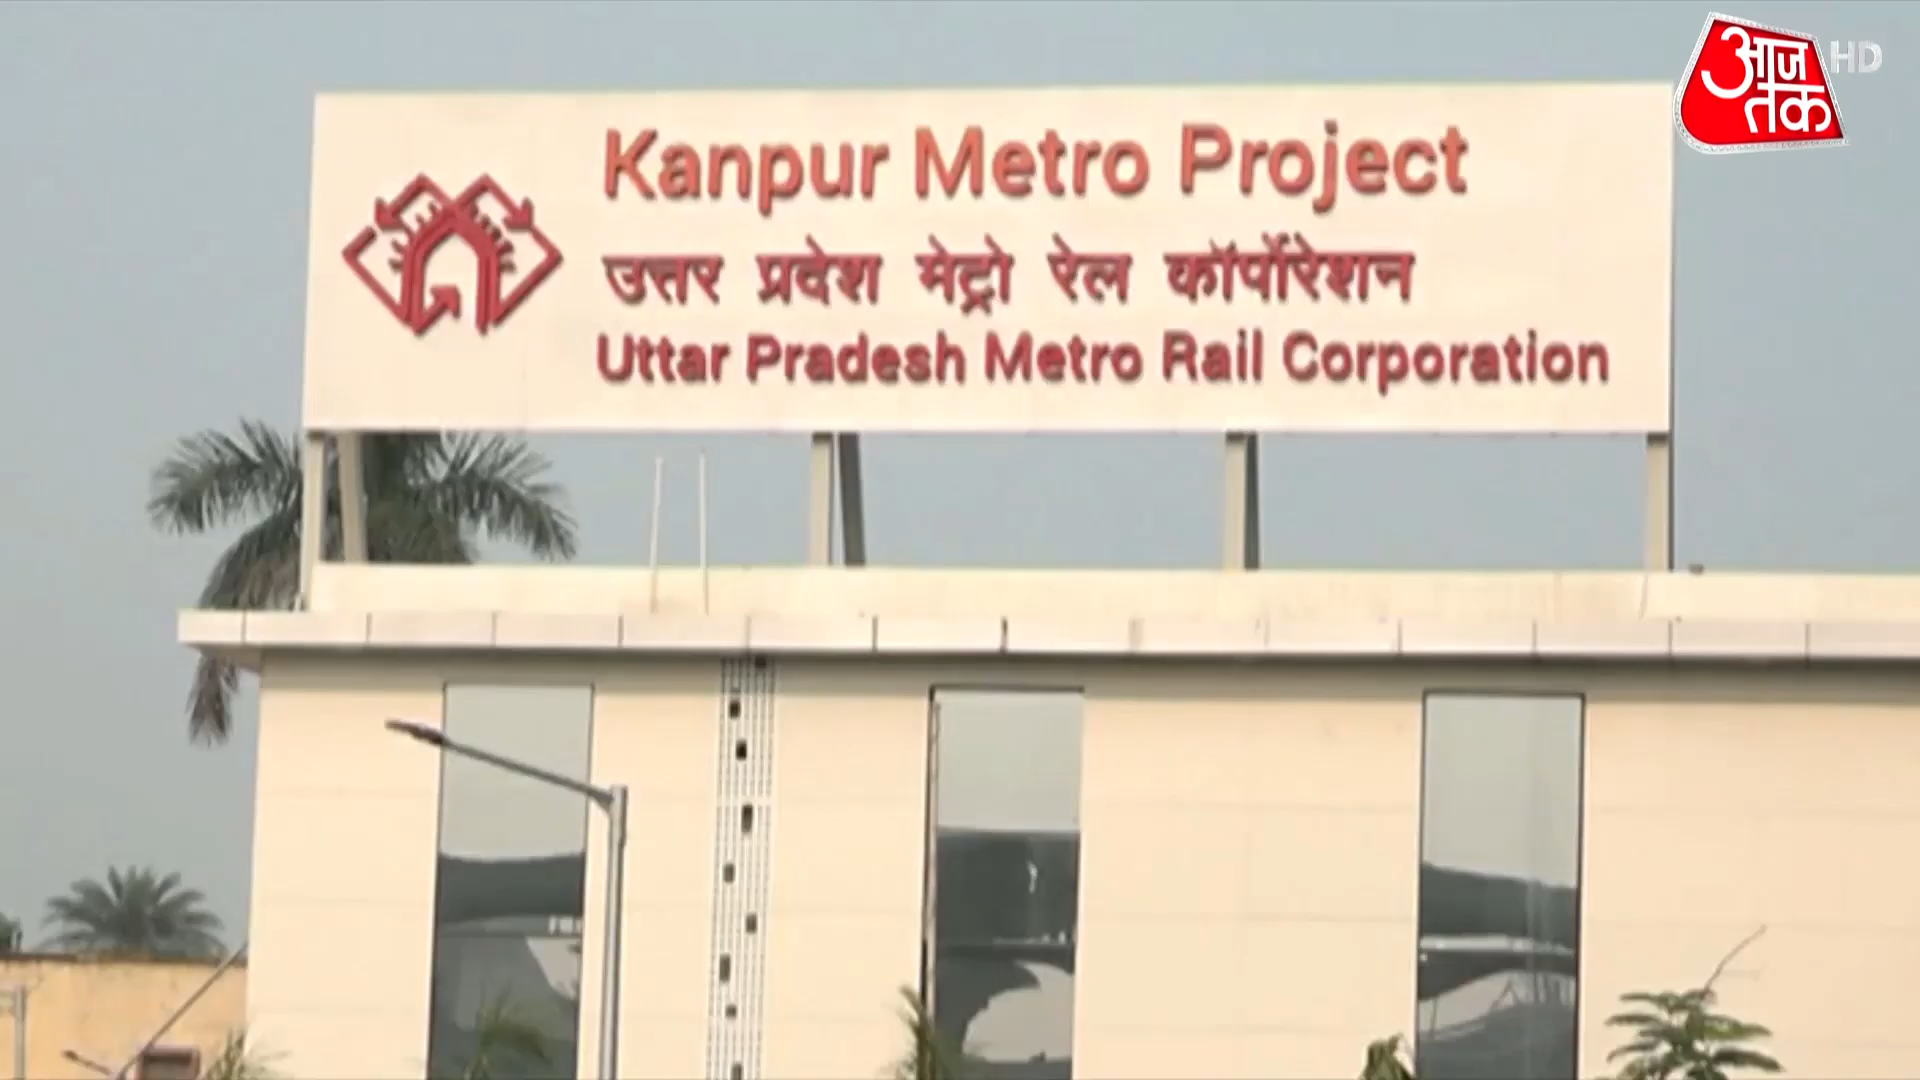 आज तक HD
Kanpur Metro Project
उत्तर प्रदेश मेट्रो रेल कॉर्पोरेशन
Uttar Pradesh Metro Rail Corporation